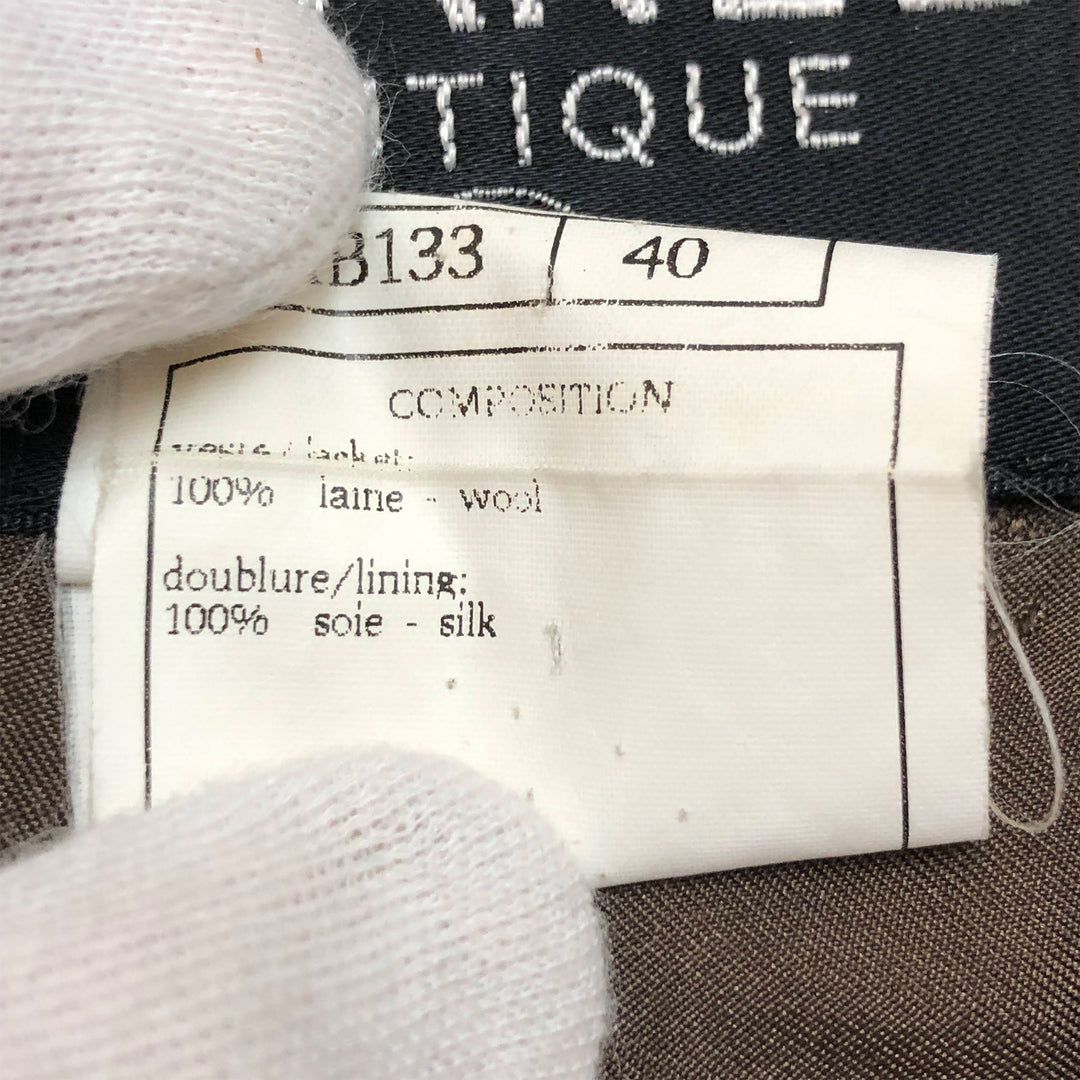 TIQUE
B133 40
COMPOSITION
100% laine - wool
doublure/lining:
100% soie - silk